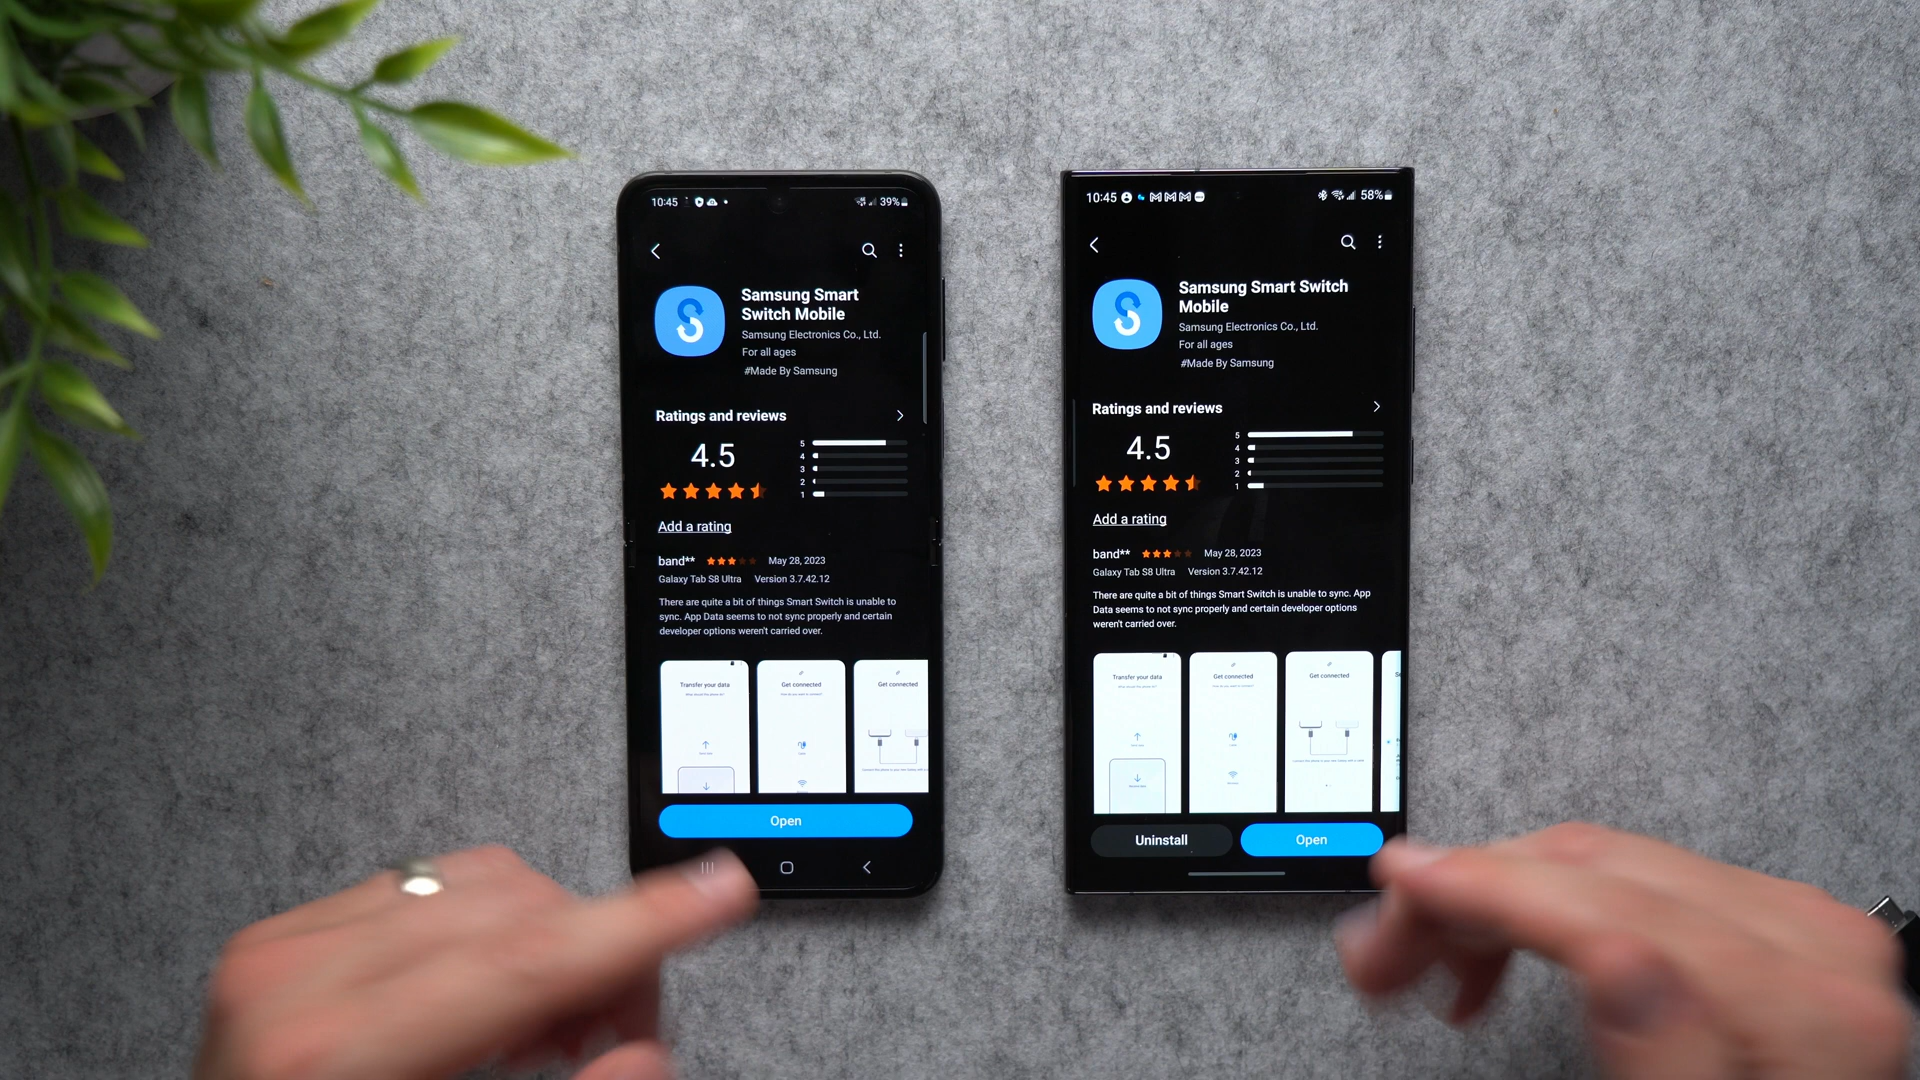 10:45
39%
Samsung Smart
Switch Mobile
Samsung Electronics Co., Ltd.
For all ages
#Made By Samsung
Ratings and reviews
4.5
5
4
3
2
1
Add a rating
band** May 28, 2023
Galaxy Tab S8 Ultra Version 3.7.42.12
There are quite a bit of things Smart Switch is unable to
sync. App Data seems to not sync properly and certain
developer options weren't carried over.
Transfer your data
Get connected
Get connected
Open
10:45
58%
Samsung Smart Switch
Mobile
Samsung Electronics Co., Ltd.
For all ages
#Made By Samsung
Ratings and reviews
4.5
5
4
3
2
1
Add a rating
band** May 28, 2023
Galaxy Tab S8 Ultra Version 3.7.42.12
There are quite a bit of things Smart Switch is unable to sync. App
Data seems to not sync properly and certain developer options
weren't carried over.
Transfer your data
Get connected
Get connected
Uninstall
Open